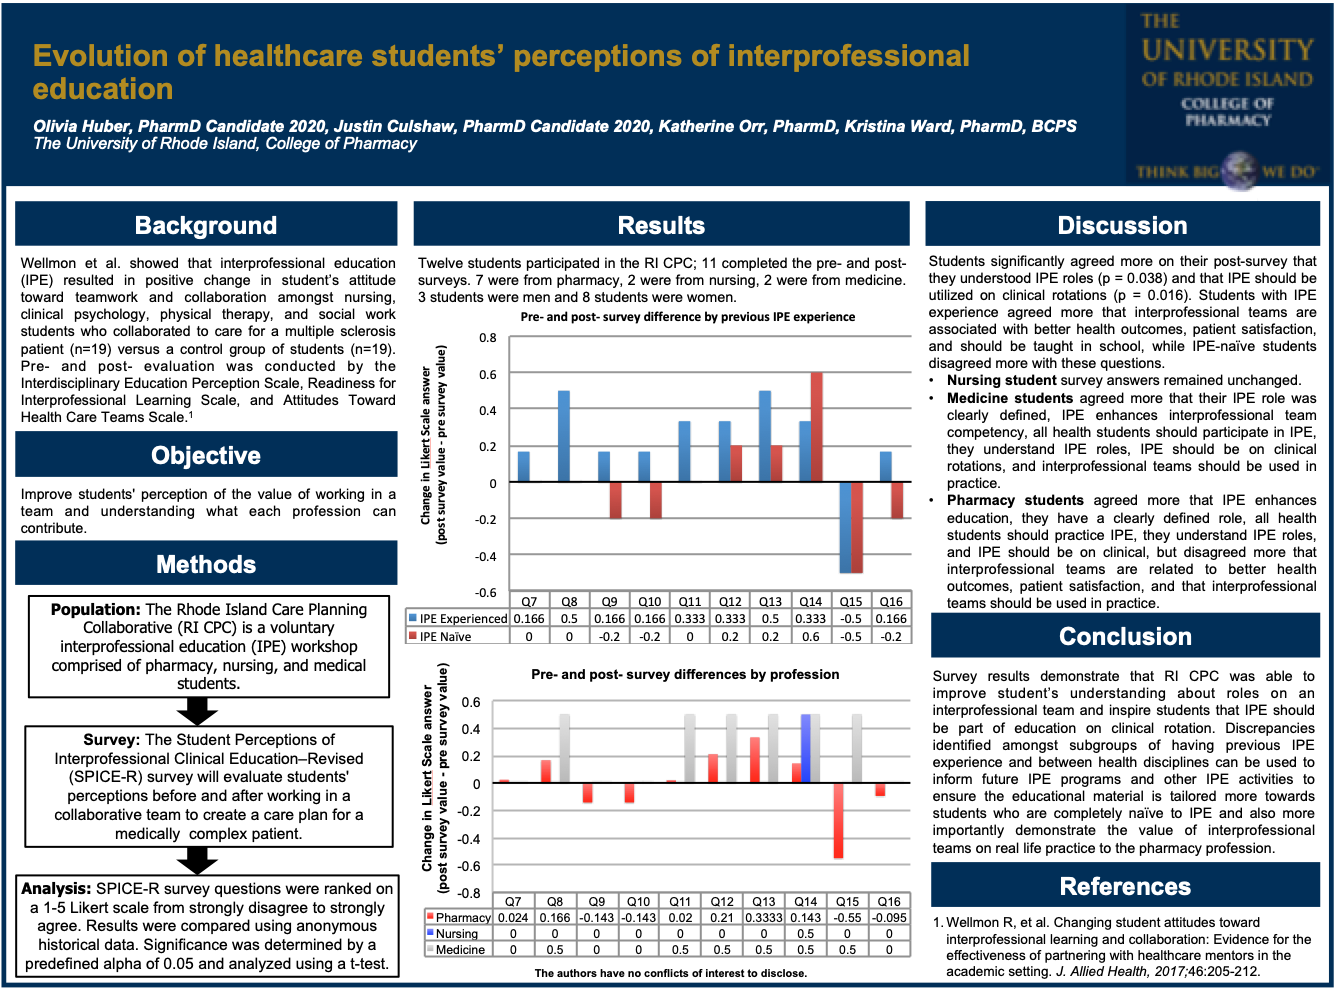 Evolution of healthcare students’ perceptions of interprofessional
education
Olivia Huber, PharmD Candidate 2020, Justin Culshaw, PharmD Candidate 2020, Katherine Orr, PharmD, Kristina Ward, PharmD, BCPS
The University of Rhode Island, College of Pharmacy
THE
UNIVERSITY
OF RHODE ISLAND
COLLEGE OF
PHARMACY
THINK BIG WE DO
Background
Wellmon et al. showed that interprofessional education
(IPE) resulted in positive change in student’s attitude
toward teamwork and collaboration amongst nursing,
clinical psychology, physical therapy, and social work
students who collaborated to care for a multiple sclerosis
patient (n=19) versus a control group of students (n=19).
Pre- and post- evaluation was conducted by the
Interdisciplinary Education Perception Scale, Readiness for
Interprofessional Learning Scale, and Attitudes Toward
Health Care Teams Scale.1
Objective
Improve students' perception of the value of working in a
team and understanding what each profession can
contribute.
Methods
Population: The Rhode Island Care Planning
Collaborative (RI CPC) is a voluntary
interprofessional education (IPE) workshop
comprised of pharmacy, nursing, and medical
students.
Survey: The Student Perceptions of
Interprofessional Clinical Education–Revised
(SPICE-R) survey will evaluate students'
perceptions before and after working in a
collaborative team to create a care plan for a
medically complex patient.
Analysis: SPICE-R survey questions were ranked on
a 1-5 Likert scale from strongly disagree to strongly
agree. Results were compared using anonymous
historical data. Significance was determined by a
predefined alpha of 0.05 and analyzed using a t-test.
Results
Twelve students participated in the RI CPC; 11 completed the pre- and post-
surveys. 7 were from pharmacy, 2 were from nursing, 2 were from medicine.
3 students were men and 8 students were women.
Pre- and post- survey difference by previous IPE experience
Change in Likert Scale answer
(post survey value - pre survey value)
0.8
0.6
0.4
0.2
0
-0.2
-0.4
-0.6
Q7 Q8 Q9 Q10 Q11 Q12 Q13 Q14 Q15 Q16
IPE Experienced 0.166 0.5 0.166 0.166 0.333 0.333 0.5 0.333 -0.5 0.166
IPE Naïve 0 0 -0.2 -0.2 0 0.2 0.2 0.6 -0.5 -0.2
Pre- and post- survey differences by profession
Change in Likert Scale answer
(post survey value - pre survey value)
0.6
0.4
0.2
0
-0.2
-0.4
-0.6
-0.8
Q7 Q8 Q9 Q10 Q11 Q12 Q13 Q14 Q15 Q16
Pharmacy 0.024 0.166 -0.143 -0.143 0.02 0.21 0.3333 0.143 -0.55 -0.095
Nursing 0 0 0 0 0 0 0 0.5 0 0
Medicine 0 0.5 0 0 0.5 0.5 0.5 0.5 0.5 0
The authors have no conflicts of interest to disclose.
Discussion
Students significantly agreed more on their post-survey that
they understood IPE roles (p = 0.038) and that IPE should be
utilized on clinical rotations (p = 0.016). Students with IPE
experience agreed more that interprofessional teams are
associated with better health outcomes, patient satisfaction,
and should be taught in school, while IPE-naïve students
disagreed more with these questions.
• Nursing student survey answers remained unchanged.
• Medicine students agreed more that their IPE role was
clearly defined, IPE enhances interprofessional team
competency, all health students should participate in IPE,
they understand IPE roles, IPE should be on clinical
rotations, and interprofessional teams should be used in
practice.
• Pharmacy students agreed more that IPE enhances
education, they have a clearly defined role, all health
students should practice IPE, they understand IPE roles,
and IPE should be on clinical, but disagreed more that
interprofessional teams are related to better health
outcomes, patient satisfaction, and that interprofessional
teams should be used in practice.
Conclusion
Survey results demonstrate that RI CPC was able to
improve student’s understanding about roles on an
interprofessional team and inspire students that IPE should
be part of education on clinical rotation. Discrepancies
identified amongst subgroups of having previous IPE
experience and between health disciplines can be used to
inform future IPE programs and other IPE activities to
ensure the educational material is tailored more towards
students who are completely naïve to IPE and also more
importantly demonstrate the value of interprofessional
teams on real life practice to the pharmacy profession.
References
1. Wellmon R, et al. Changing student attitudes toward
interprofessional learning and collaboration: Evidence for the
effectiveness of partnering with healthcare mentors in the
academic setting. J. Allied Health, 2017;46:205-212.